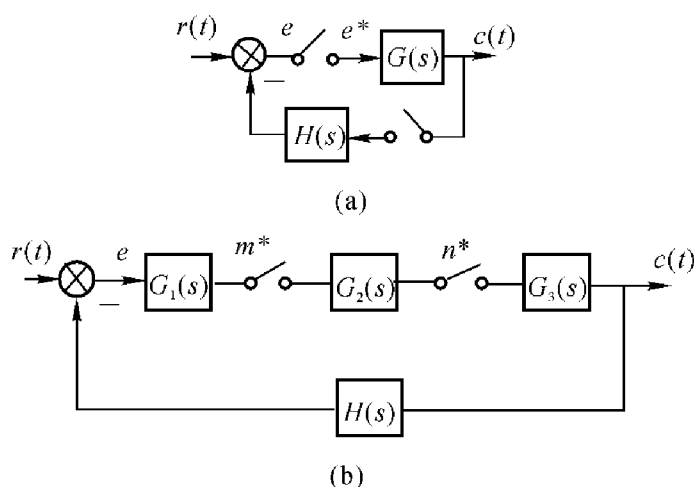 r(t) e e* G(s) c(t)
−
H(s)
(a)
r(t) e G₁(s) m* G₂(s) n* G₃(s) c(t)
−
H(s)
(b)